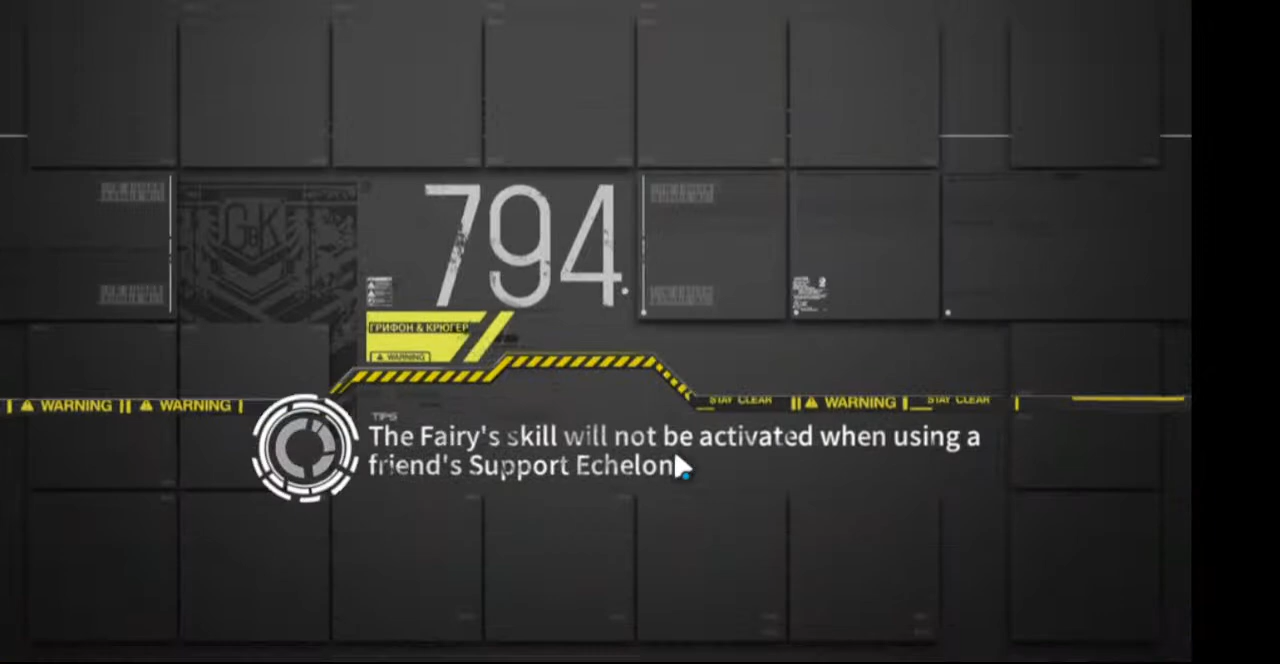 G&K
794.
ГРИФОН & КРЮГЕР
WARNING
WARNING WARNING
STAY CLEAR WARNING STAY CLEAR
TIPS
The Fairy's skill will not be activated when using a
friend's Support Echelon